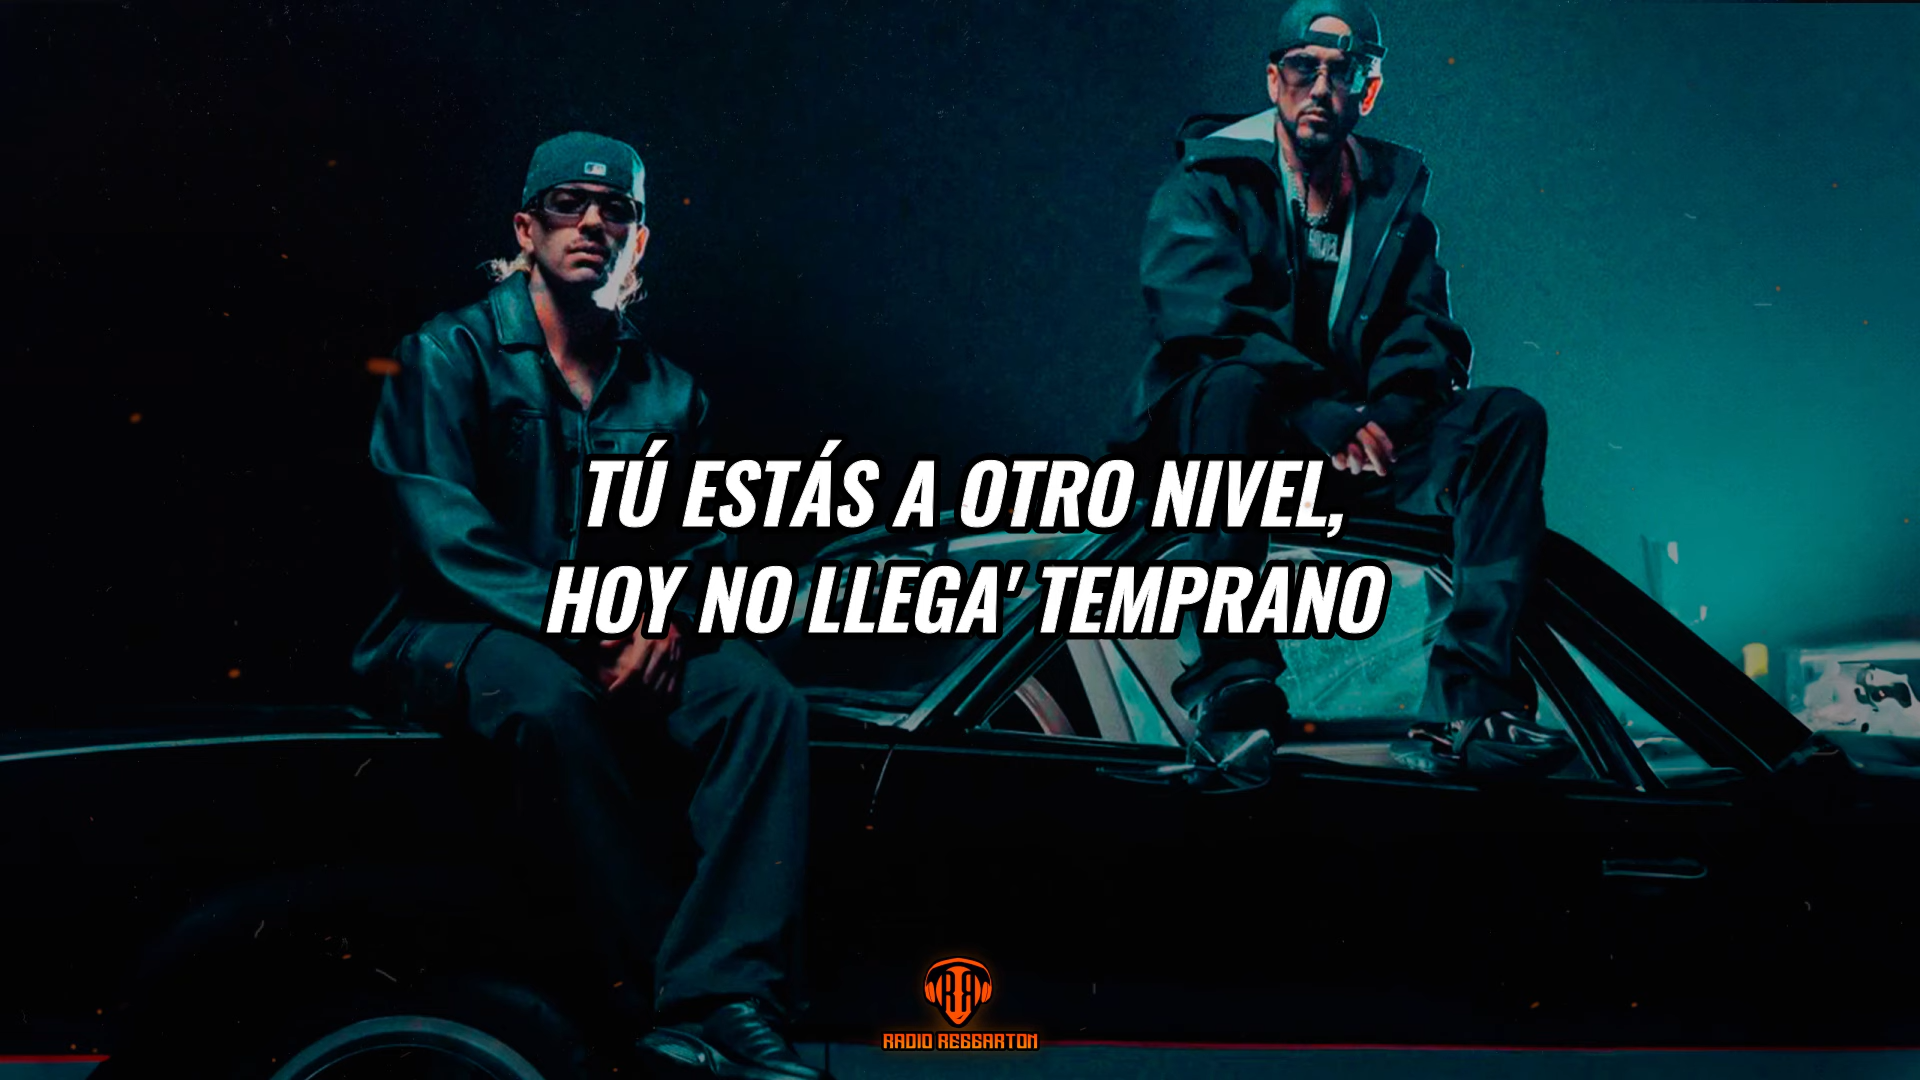 TÚ ESTÁS A OTRO NIVEL,
HOY NO LLEGA' TEMPRANO
RADIO REGGAETON